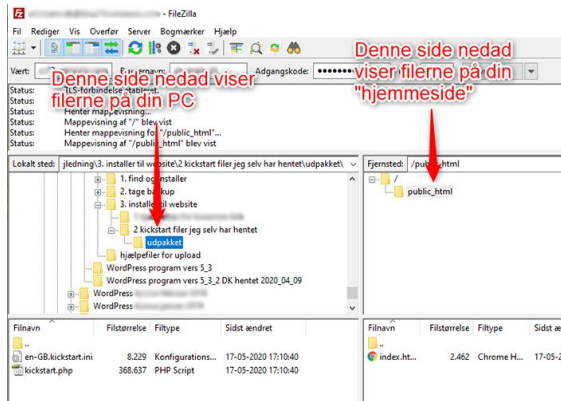 - FileZilla
Fil Rediger Vis Overfør Server Bogmærker Hjælp
Denne side nedad
viser filerne på din
"hjemmeside"
Denne side nedad viser
filerne på din PC
Vært:
Adgangskode:
Status: TLS-forbindelse etableret.
Status: Henter mappevisning...
Status: Mappevisning af "/" blev vist
Status: Henter mappevisning for "/public_html"...
Status: Mappevisning af "/public_html" blev vist
Lokalt sted: jledning\3. installer til website\2 kickstart filer jeg selv har hentet\udpakket\
Fjernsted: /public_html
1. find og installer
2. tage backup
3. installer til website
2 kickstart filer jeg selv har hentet
udpakket
hjælpefiler for upload
WordPress program vers 5_3
WordPress program vers 5_3_2 DK hentet 2020_04_09
WordPress
WordPress
/
public_html
Filnavn Filstørrelse Filtype Sidst ændret
..
en-GB.kickstart.ini 8.229 Konfigurations... 17-05-2020 17:10:40
kickstart.php 368.637 PHP Script 17-05-2020 17:10:40
Filnavn Filstørrelse Filtype
..
index.ht... 2.462 Chrome H... 17-05-2